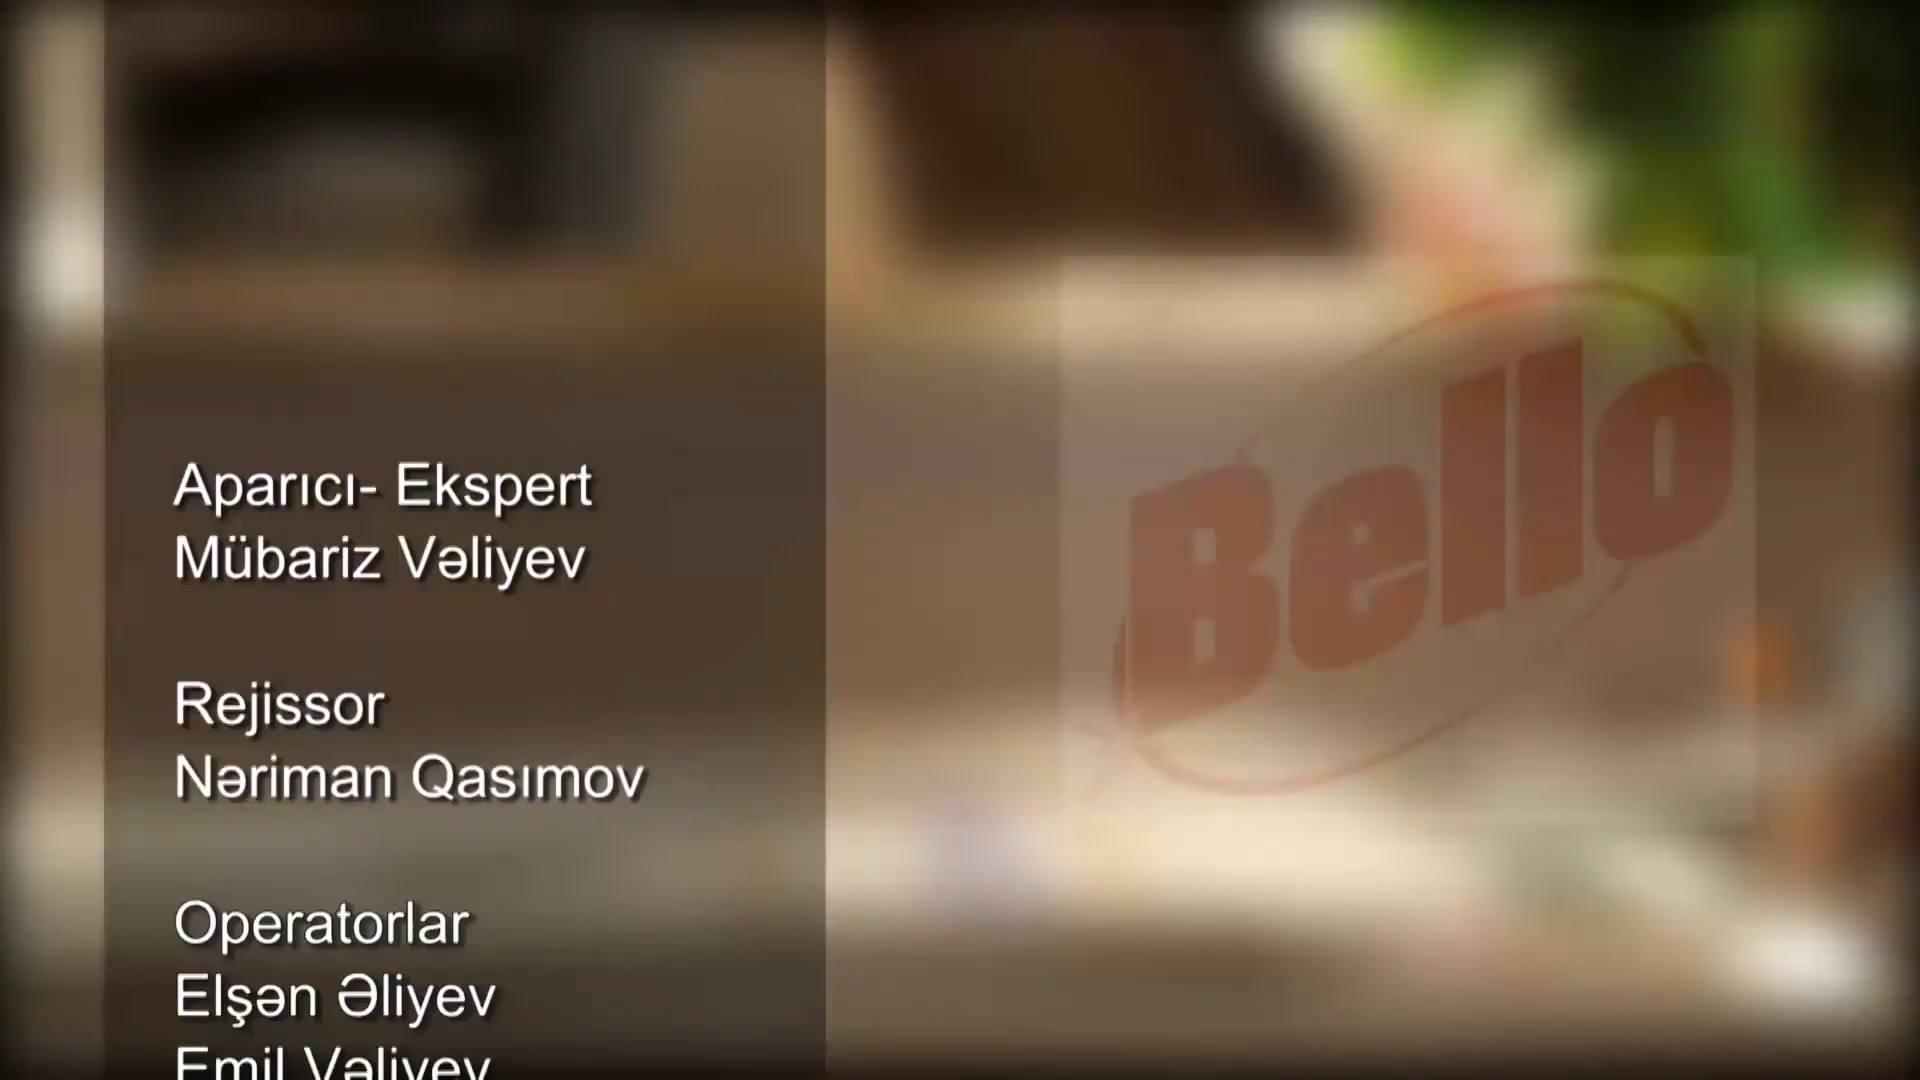 Aparıcı- Ekspert
Mübariz Vəliyev
Rejissor
Nəriman Qasımov
Operatorlar
Elşən Əliyev
Emil Vəliyev
Bello